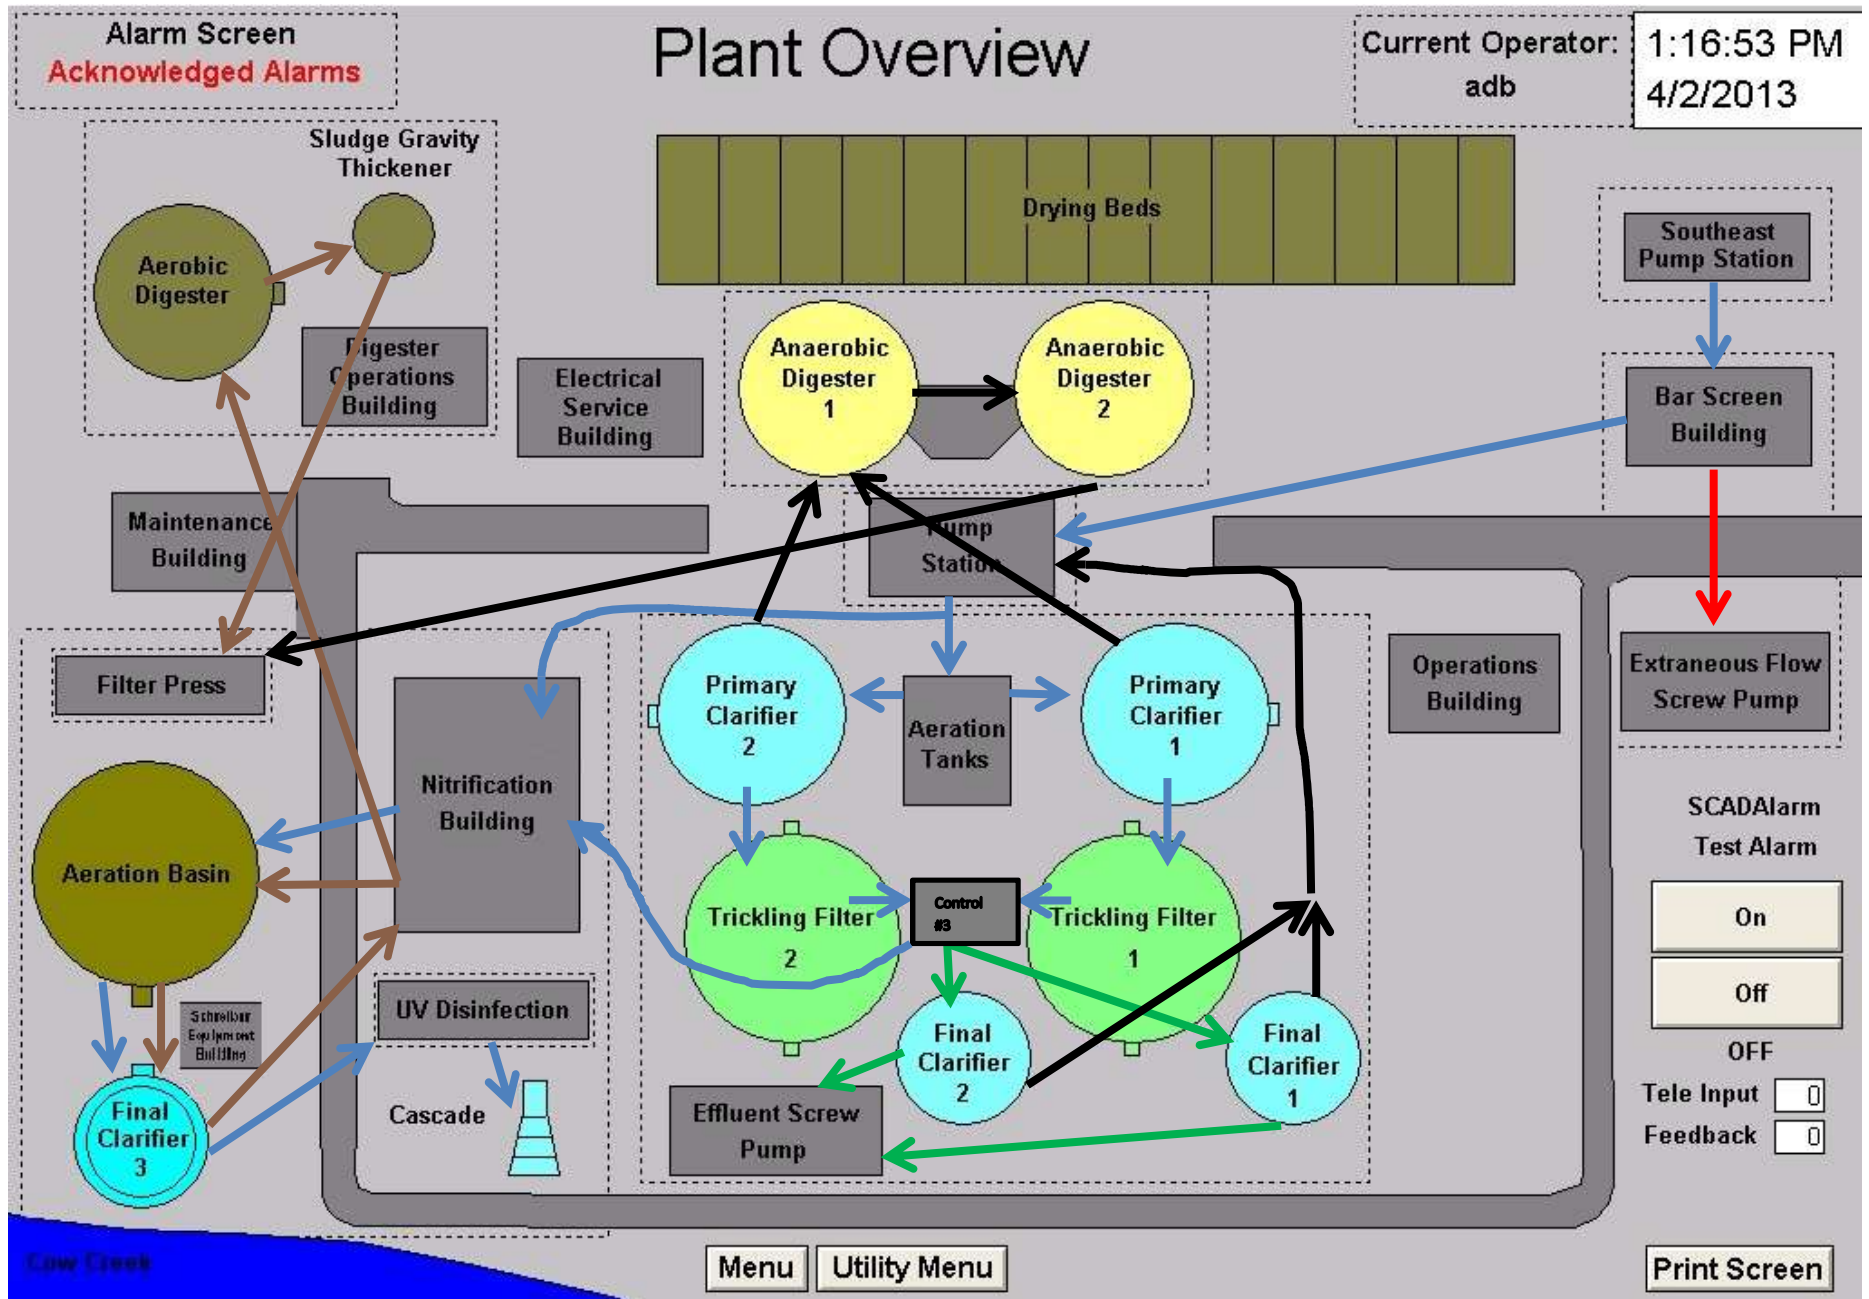 Alarm Screen
Acknowledged Alarms
Plant Overview
Current Operator:
adb
1:16:53 PM
4/2/2013
Sludge Gravity
Thickener
Aerobic
Digester
Digester
Operations
Building
Electrical
Service
Building
Drying Beds
Anaerobic
Digester
1
Anaerobic
Digester
2
Southeast
Pump Station
Bar Screen
Building
Maintenance
Building
Pump
Station
Filter Press
Primary
Clarifier
2
Aeration
Tanks
Primary
Clarifier
1
Operations
Building
Extraneous Flow
Screw Pump
Nitrification
Building
Aeration Basin
Trickling Filter
2
Control
#3
Trickling Filter
1
SCADAlarm
Test Alarm
On
Off
OFF
Tele Input 0
Feedback 0
Schreiber
Equipment
Building
UV Disinfection
Final
Clarifier
3
Cascade
Final
Clarifier
2
Final
Clarifier
1
Effluent Screw
Pump
Cow Creek
Menu
Utility Menu
Print Screen